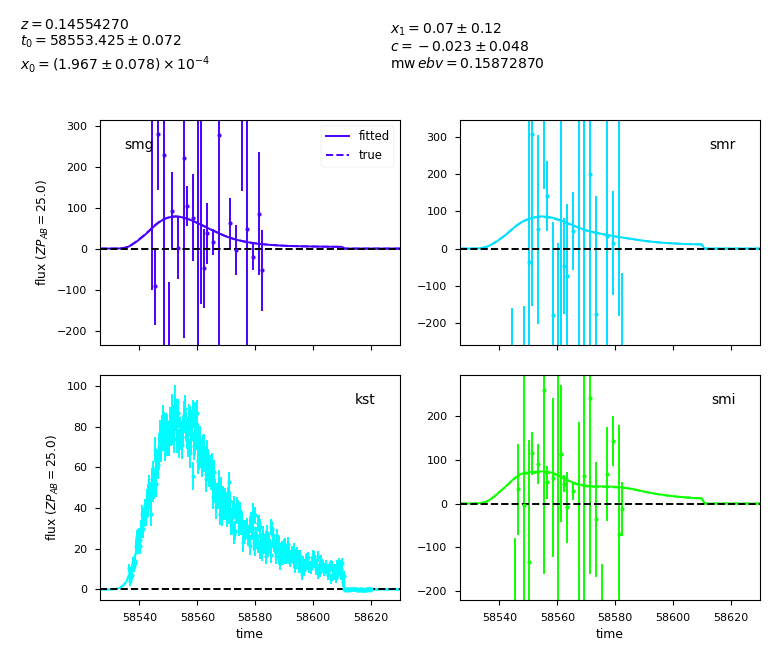 z = 0.14554270
t₀ = 58553.425 ± 0.072
x₀ = (1.967 ± 0.078) × 10⁻⁴
x₁ = 0.07 ± 0.12
c = −0.023 ± 0.048
mw ebv = 0.15872870
smg
fitted
true
300
200
100
0
−100
−200
flux (ZP_AB = 25.0)
smr
300
200
100
0
−100
−200
kst
100
80
60
40
20
0
flux (ZP_AB = 25.0)
58540 58560 58580 58600 58620
time
smi
200
100
0
−100
−200
58540 58560 58580 58600 58620
time